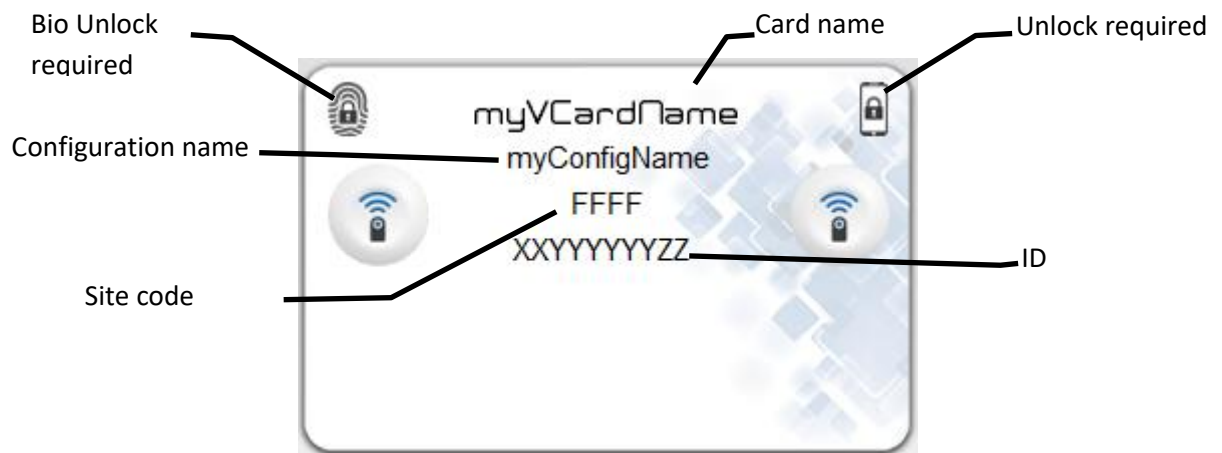 Bio Unlock
required
Card name
Unlock required
myVCardName
Configuration name
myConfigName
FFFF
XXYYYYYYZZ
ID
Site code